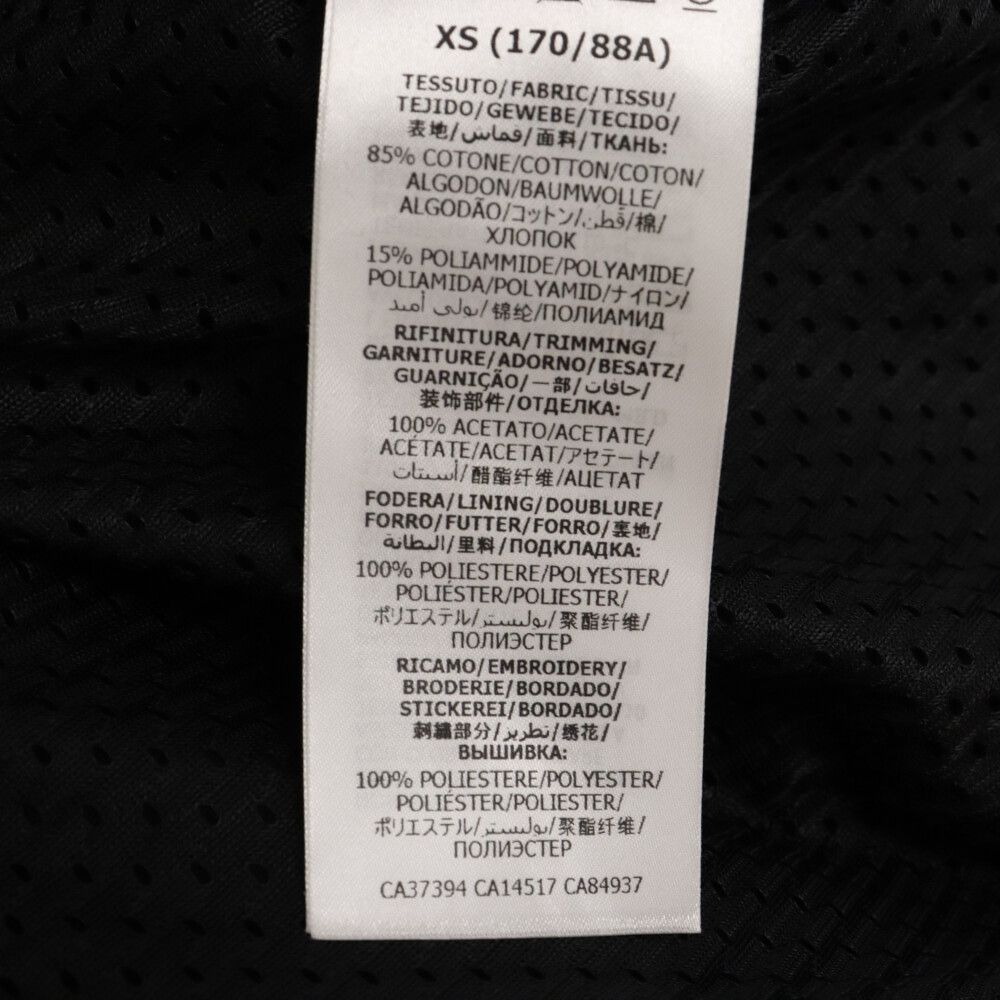 XS (170/88A)
TESSUTO/FABRIC/TISSU/
TEJIDO/GEWEBE/TECIDO/
表地/قماش/面料/ТКАНЬ:
85% COTONE/COTTON/COTON/
ALGODON/BAUMWOLLE/
ALGODÃO/コットン/قطن/棉/
ХЛОПОК
15% POLIAMMIDE/POLYAMIDE/
POLIAMIDA/POLYAMID/ナイロン/
بولي أميد/锦纶/ПОЛИАМИД
RIFINITURA/TRIMMING/
GARNITURE/ADORNO/BESATZ/
GUARNIÇÃO/一部/حافات/
装饰部件/ОТДЕЛКА:
100% ACETATO/ACETATE/
ACÉTATE/ACETAT/アセテート/
أسيتات/醋酯纤维/АЦЕТАТ
FODERA/LINING/DOUBLURE/
FORRO/FUTTER/FORRO/裏地/
البطانة/里料/ПОДКЛАДКА:
100% POLIESTERE/POLYESTER/
POLIÉSTER/POLIESTER/
ポリエステル/بوليستر/聚酯纤维/
ПОЛИЭСТЕР
RICAMO/EMBROIDERY/
BRODERIE/BORDADO/
STICKEREI/BORDADO/
刺繍部分/تطريز/绣花/
ВЫШИВКА:
100% POLIESTERE/POLYESTER/
POLIÉSTER/POLIESTER/
ポリエステル/بوليستر/聚酯纤维/
ПОЛИЭСТЕР
CA37394 CA14517 CA84937